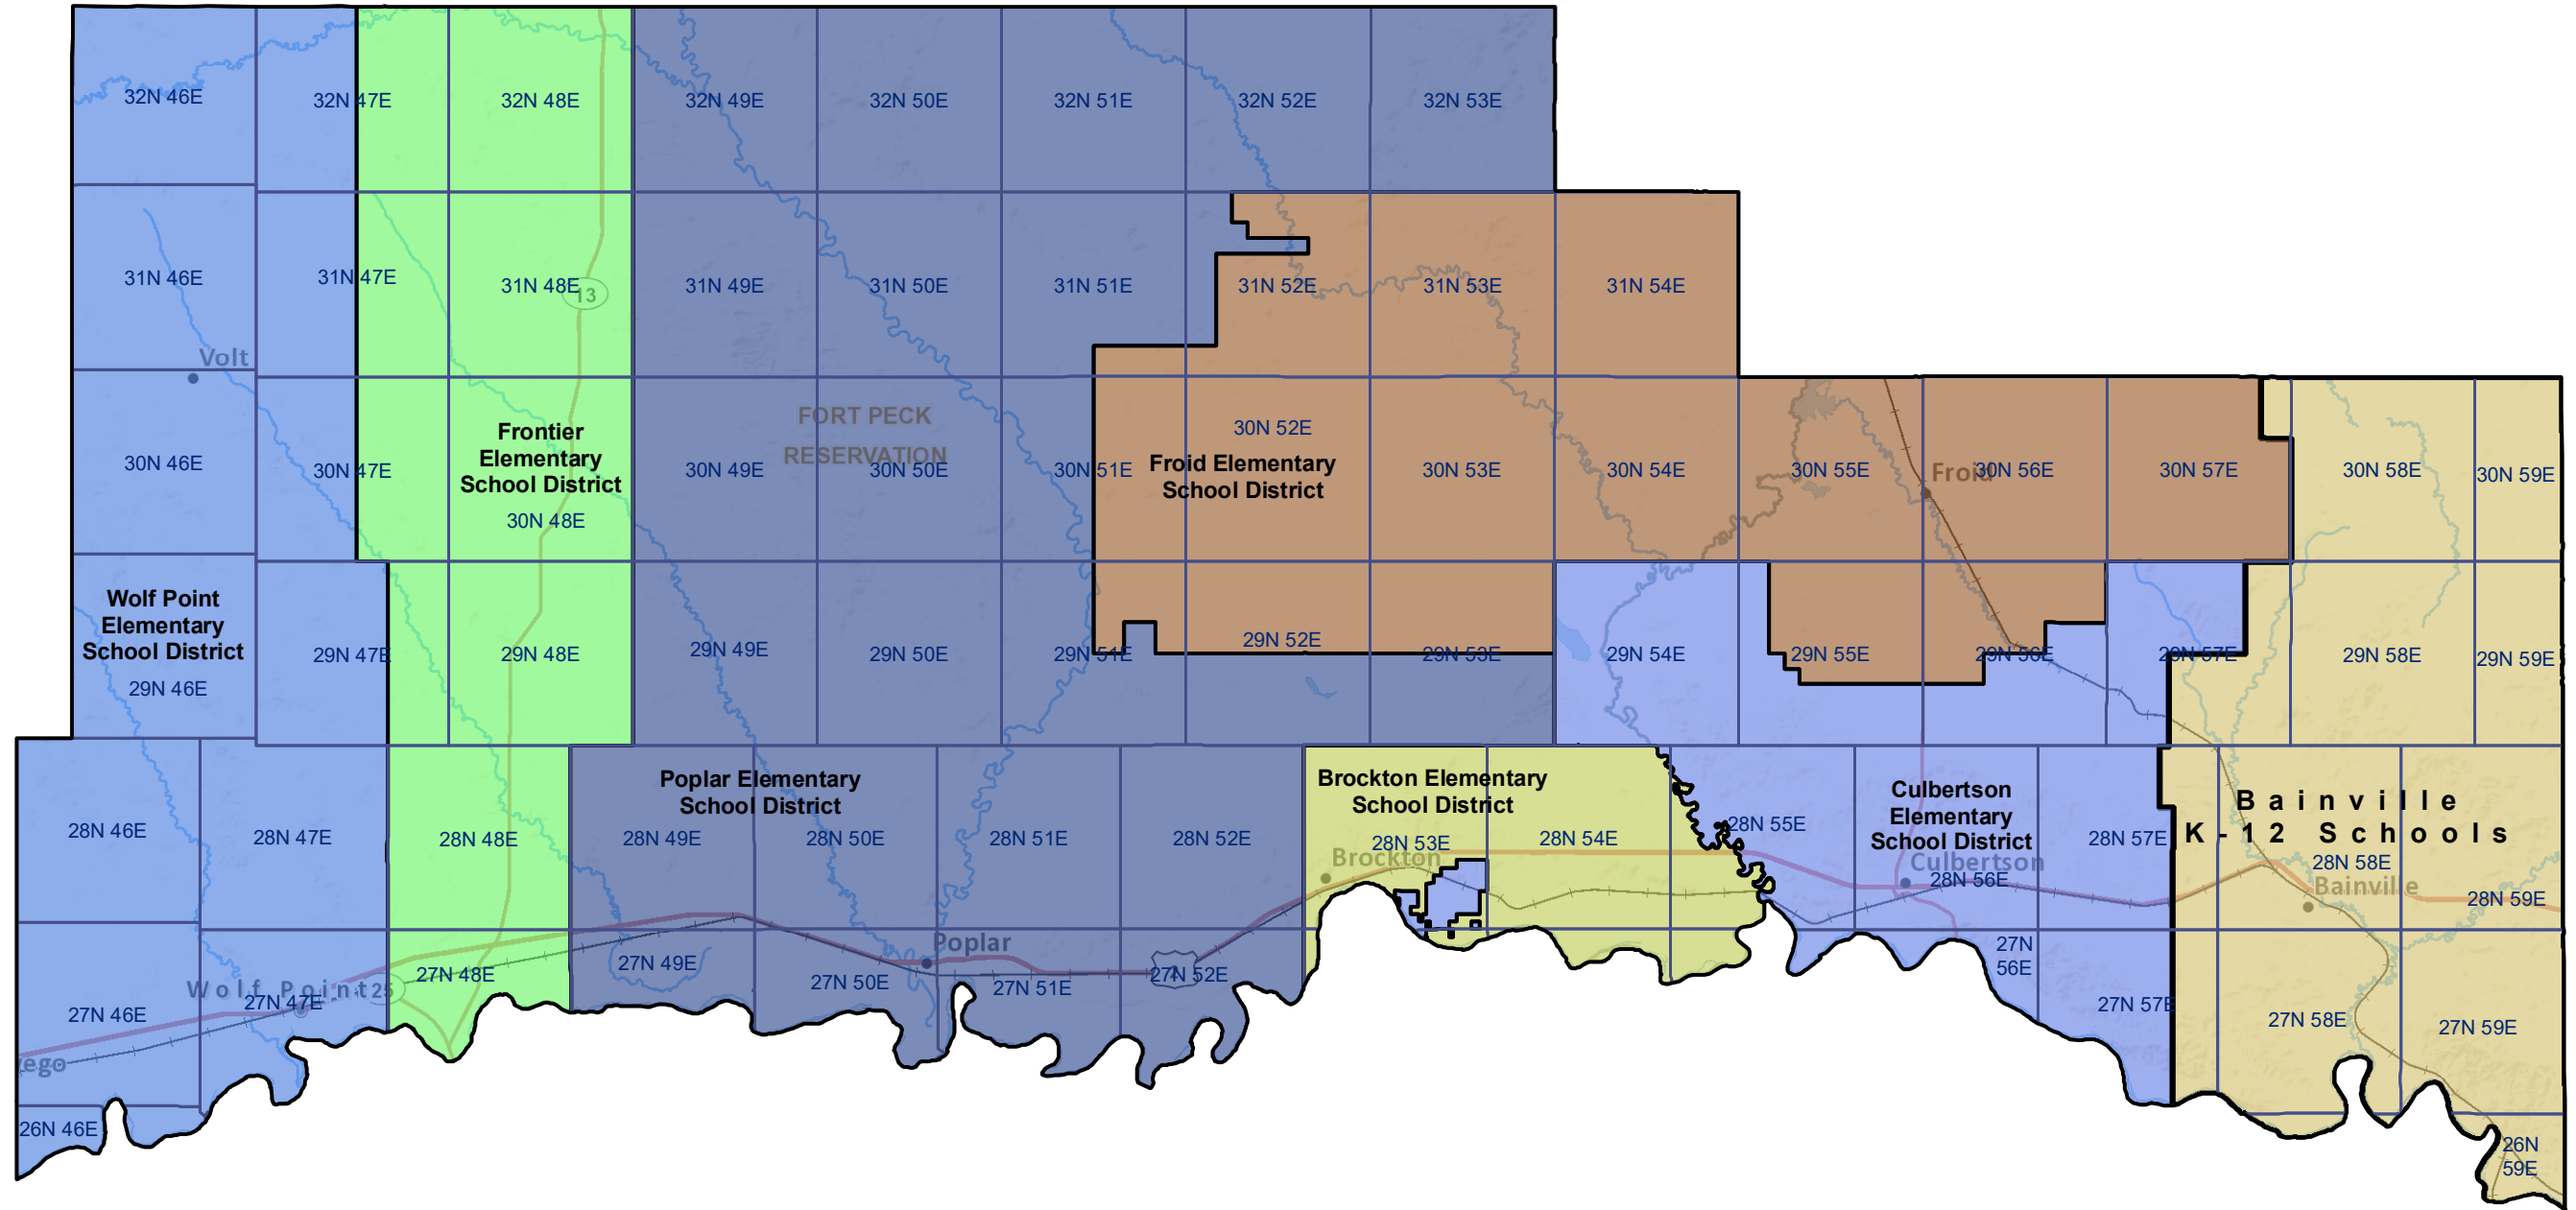 32N 46E
32N 47E
32N 48E
32N 49E
32N 50E
32N 51E
32N 52E
32N 53E
31N 46E
31N 47E
31N 48E
13
31N 49E
31N 50E
31N 51E
31N 52E
31N 53E
31N 54E
Volt
30N 46E
30N 47E
Frontier
Elementary
School District
30N 48E
FORT PECK
RESERVATION
30N 49E
30N 50E
30N 51E
30N 52E
Froid Elementary
School District
30N 53E
30N 54E
30N 55E
Froid
30N 56E
30N 57E
30N 58E
30N 59E
Wolf Point
Elementary
School District
29N 46E
29N 47E
29N 48E
29N 49E
29N 50E
29N 51E
29N 52E
29N 53E
29N 54E
29N 55E
29N 56E
29N 57E
29N 58E
29N 59E
28N 46E
28N 47E
28N 48E
Poplar Elementary
School District
28N 49E
28N 50E
28N 51E
28N 52E
Brockton Elementary
School District
28N 53E
Brockton
28N 54E
28N 55E
Culbertson
Elementary
School District
Culbertson
28N 56E
28N 57E
Bainville
K-12 Schools
28N 58E
Bainville
28N 59E
27N 46E
Wolf Point
27N 47E
25
27N 48E
27N 49E
Poplar
27N 50E
27N 51E
27N 52E
27N
56E
27N 57E
27N 58E
27N 59E
ego
26N 46E
26N
59E